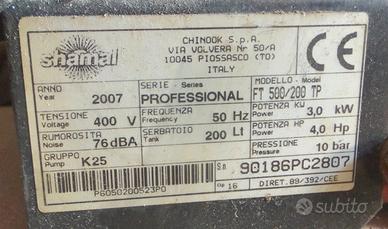 shamal
CHINOOK S.p.A.
VIA VOLVERA Nr 50/A
10045 PIOSSASCO (TO)
ITALY
CE
ANNO Year 2007
SERIE - Series PROFESSIONAL
MODELLO - Model FT 500/200 TP
TENSIONE Voltage 400 V
FREQUENZA Frequency 50 Hz
POTENZA KW Power 3,0 kW
RUMOROSITA Noise 76 dBA
SERBATOIO Tank 200 Lt
POTENZA HP Power 4,0 Hp
GRUPPO Pump K25
PRESSIONE Pressure 10 bar
S.n 90186PC2807
P6050200523P0
Op 16
DIRET. 89/392/CEE
subito